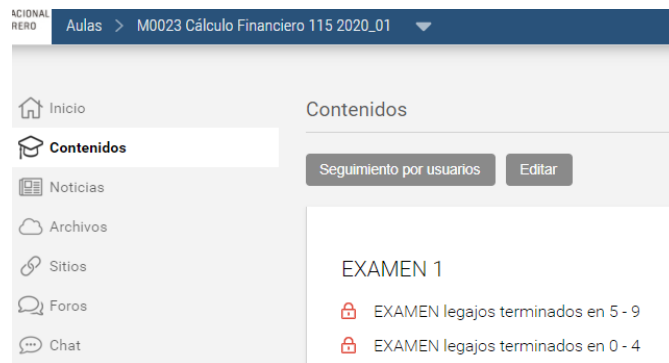 ACIONAL
RERO
Aulas > M0023 Cálculo Financiero 115 2020_01
Inicio
Contenidos
Noticias
Archivos
Sitios
Foros
Chat
Contenidos
Seguimiento por usuarios
Editar
EXAMEN 1
EXAMEN legajos terminados en 5 - 9
EXAMEN legajos terminados en 0 - 4